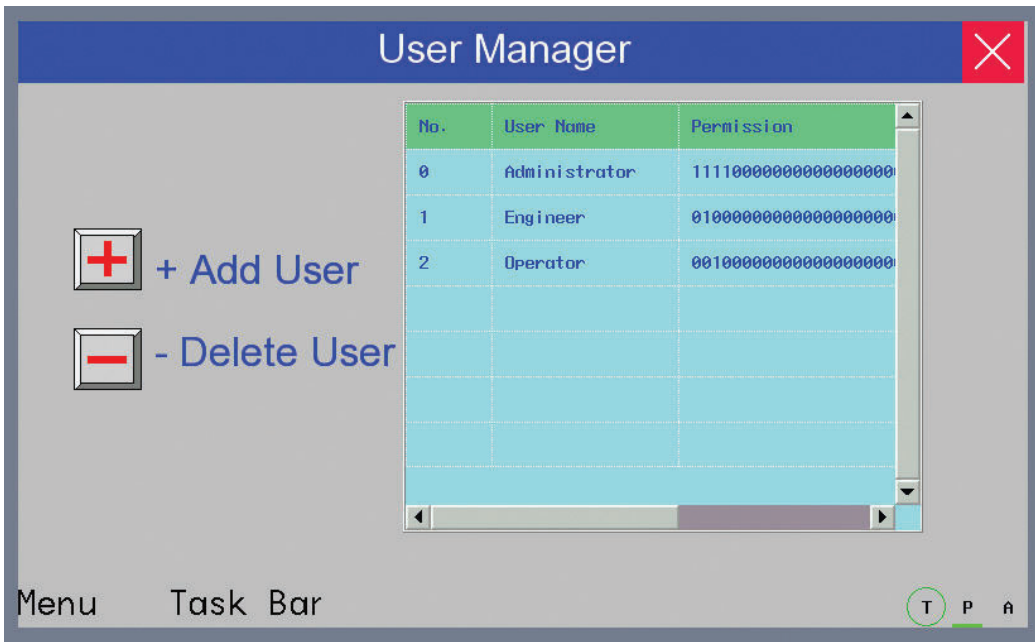 User Manager
No. User Name Permission
0 Administrator 11110000000000000000
1 Engineer 01000000000000000000
2 Operator 00100000000000000000
+ Add User
- Delete User
Menu Task Bar T P A